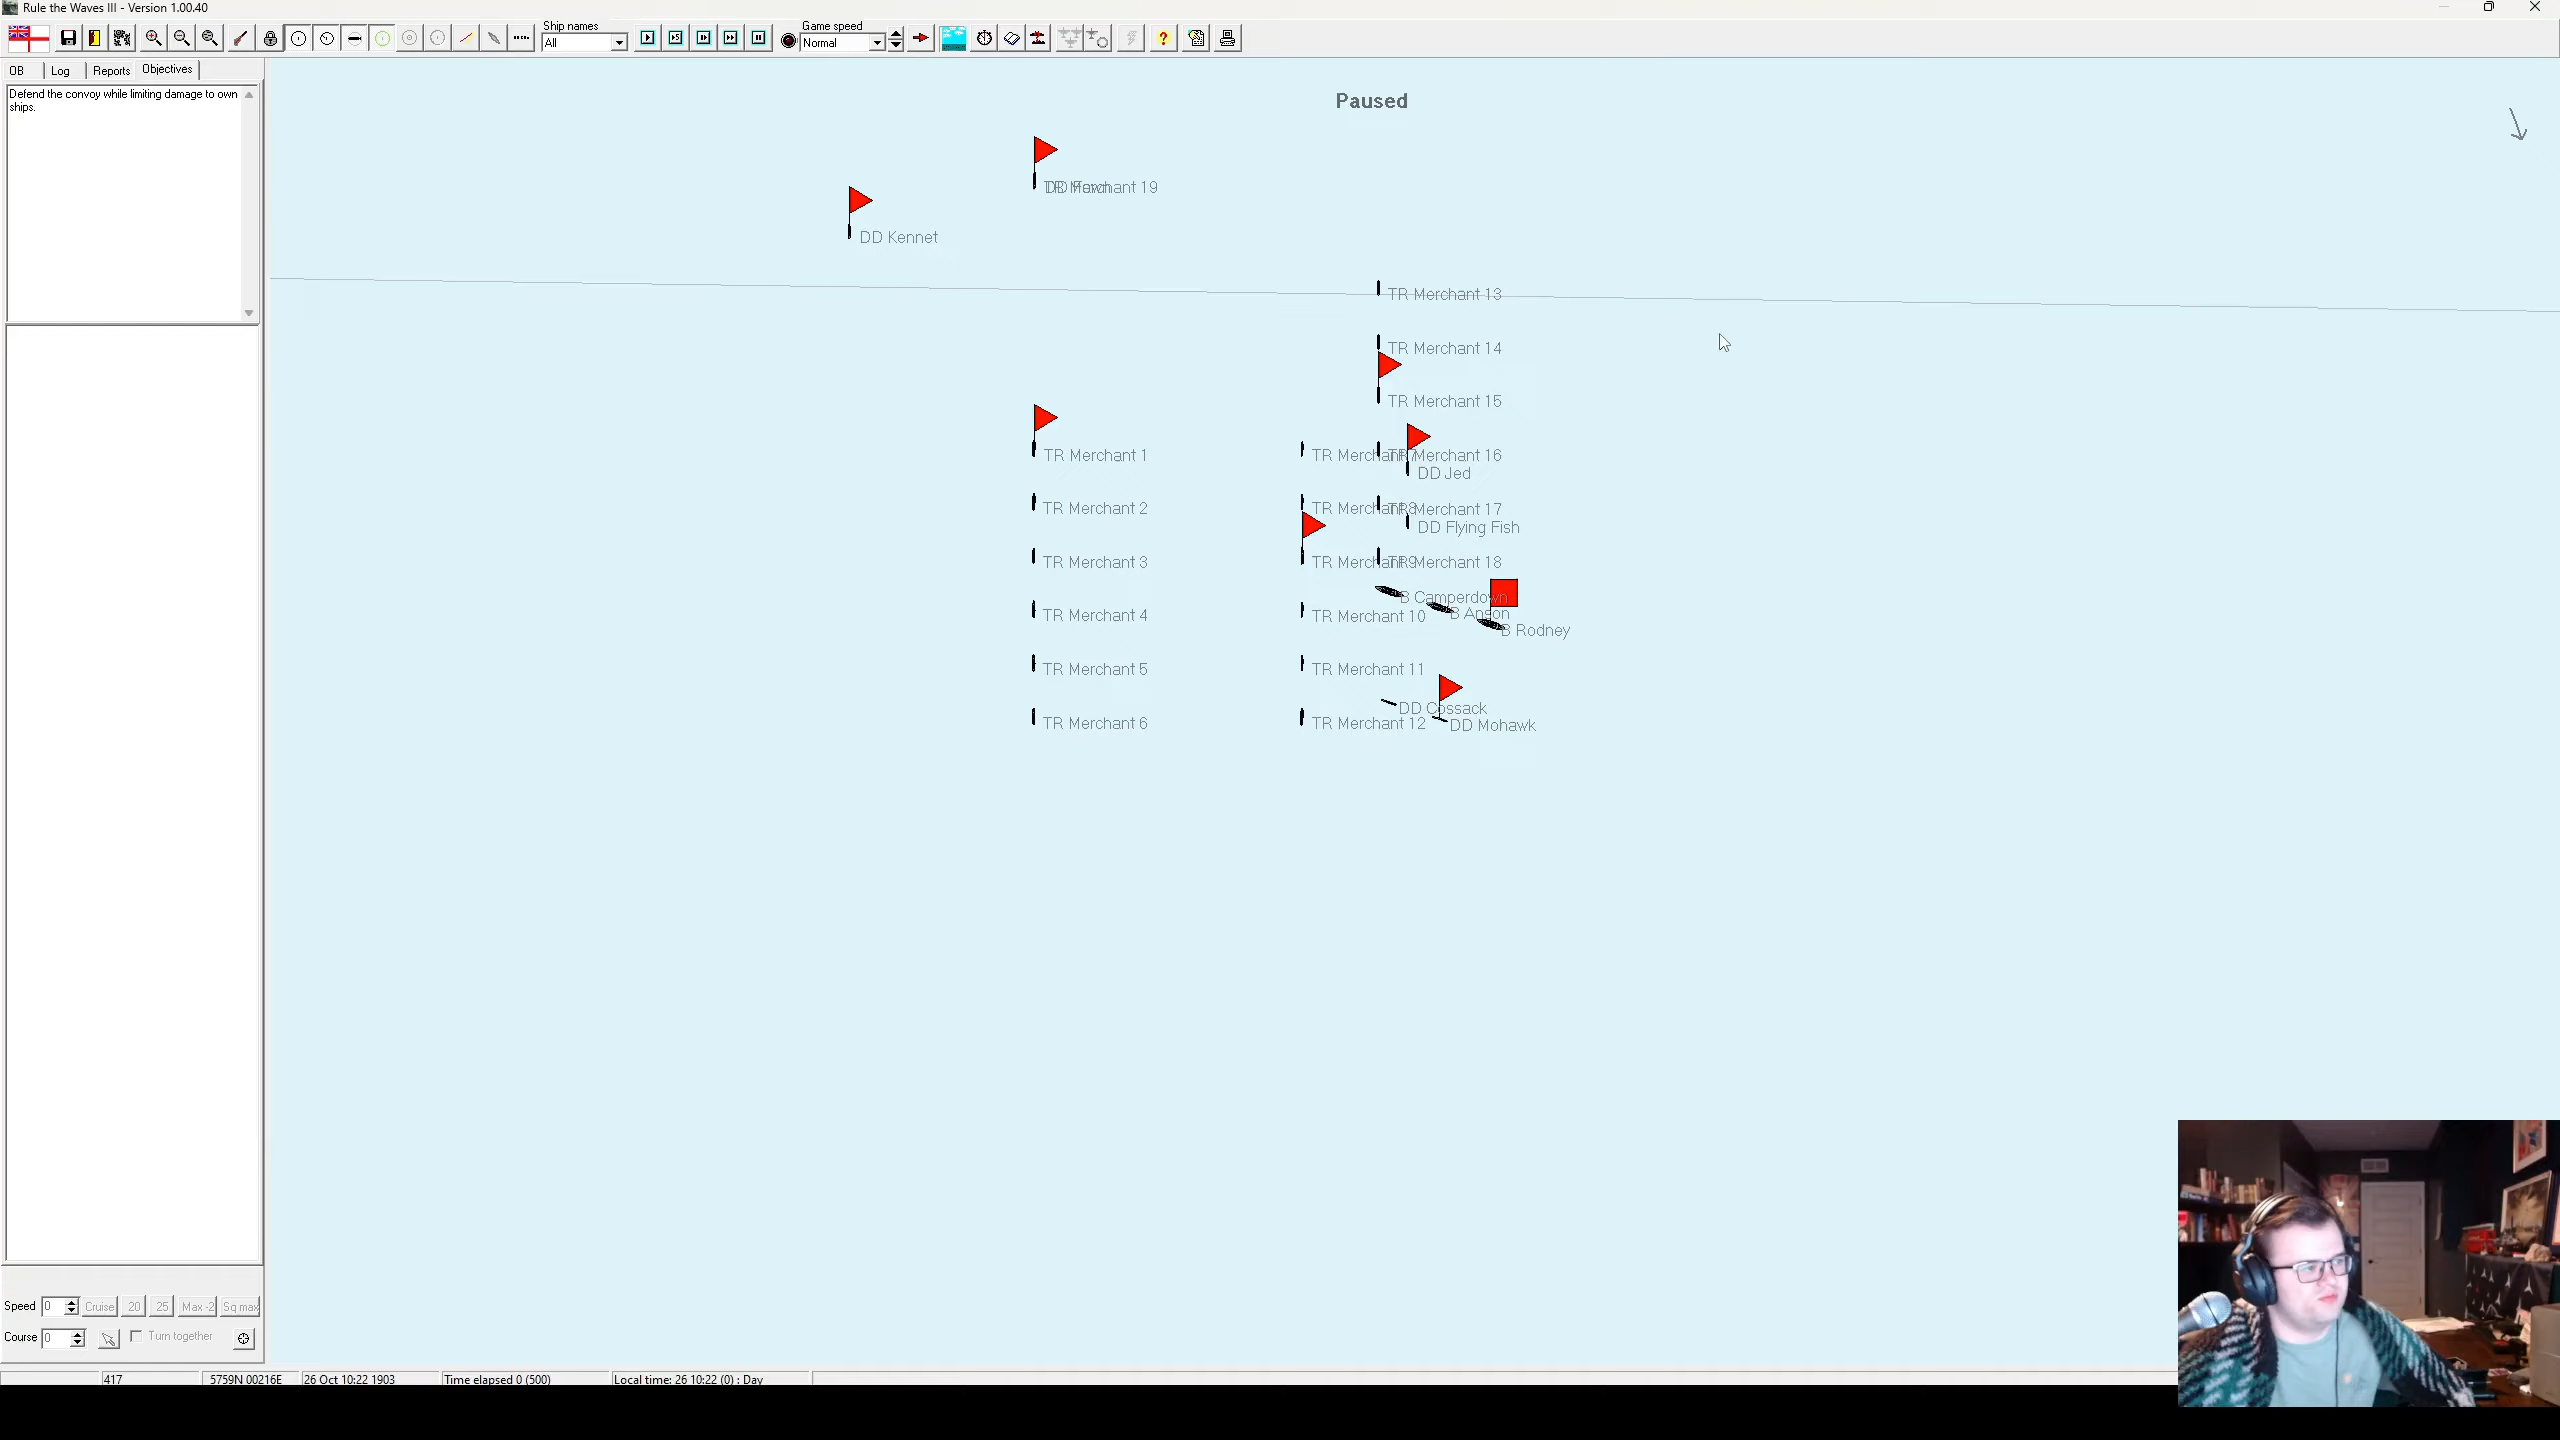 Rule the Waves III - Version 1.00.40
Ship names
All
Game speed
Normal
OB
Log
Reports
Objectives
Defend the convoy while limiting damage to own
ships.
Paused
TR Merchant 19
DD Kennet
TR Merchant 13
TR Merchant 14
TR Merchant 15
TR Merchant 1
TR Merchant 16
DD Jed
TR Merchant 2
TR Merchant 17
DD Flying Fish
TR Merchant 3
TR Merchant 18
B Camperdown
B Anson
B Rodney
TR Merchant 4
TR Merchant 10
TR Merchant 5
TR Merchant 11
DD Cossack
TR Merchant 6
TR Merchant 12
DD Mohawk
Speed 0 Cruise 20 25 Max -2 Sq max
Course 0 Turn together
417
5759N 00216E
26 Oct 10:22 1903
Time elapsed 0 (500)
Local time: 26 10:22 (0) : Day